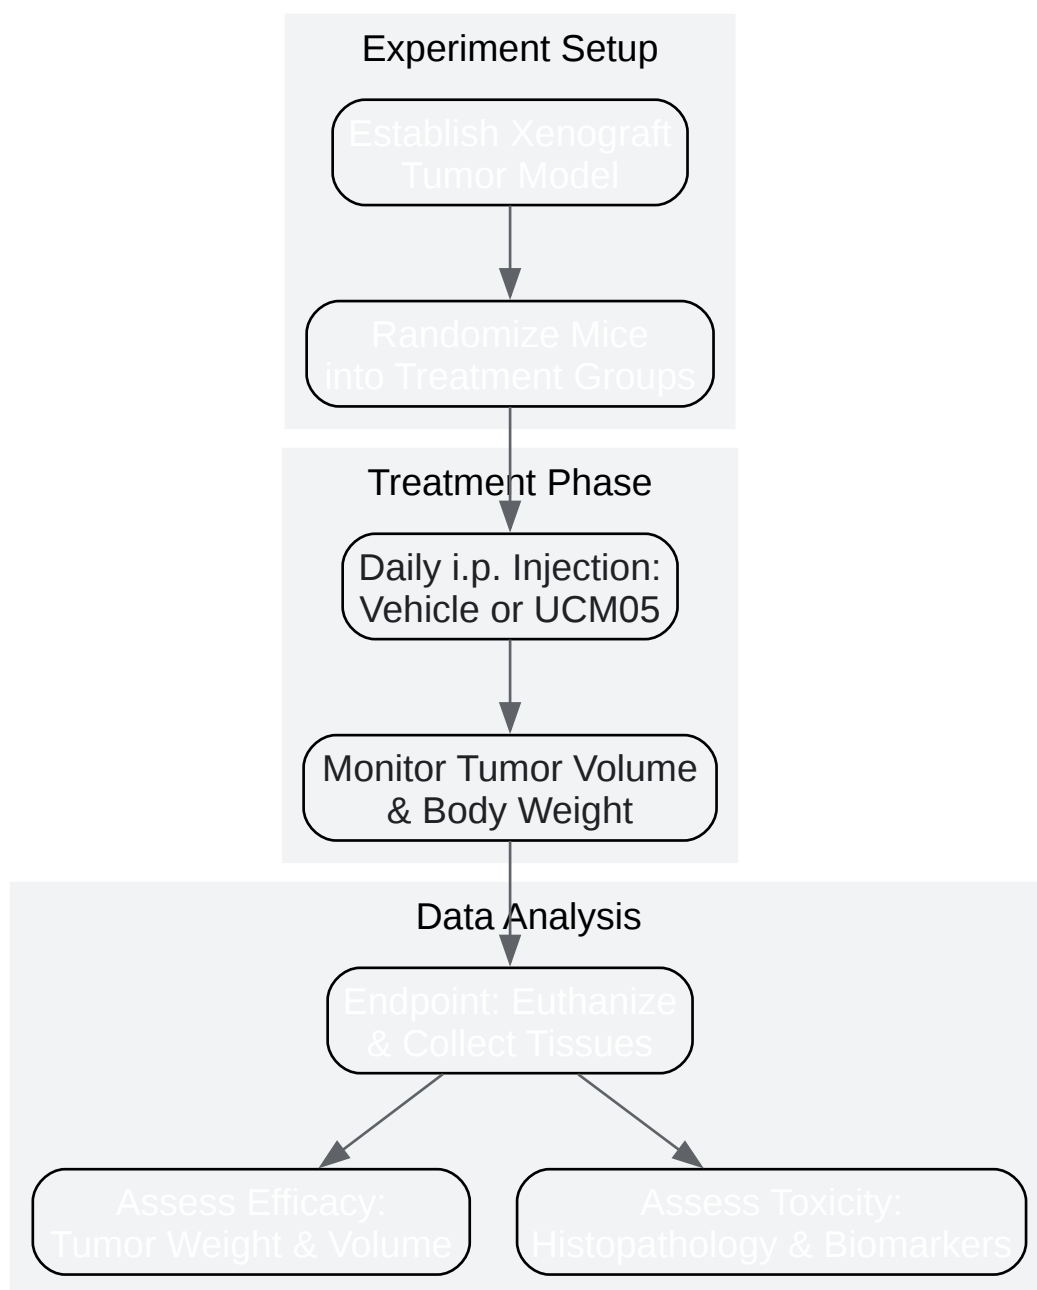 Experiment Setup
Establish Xenograft
Tumor Model
Randomize Mice
into Treatment Groups
Treatment Phase
Daily i.p. Injection:
Vehicle or UCM05
Monitor Tumor Volume
& Body Weight
Data Analysis
Endpoint: Euthanize
& Collect Tissues
Assess Efficacy:
Tumor Weight & Volume
Assess Toxicity:
Histopathology & Biomarkers